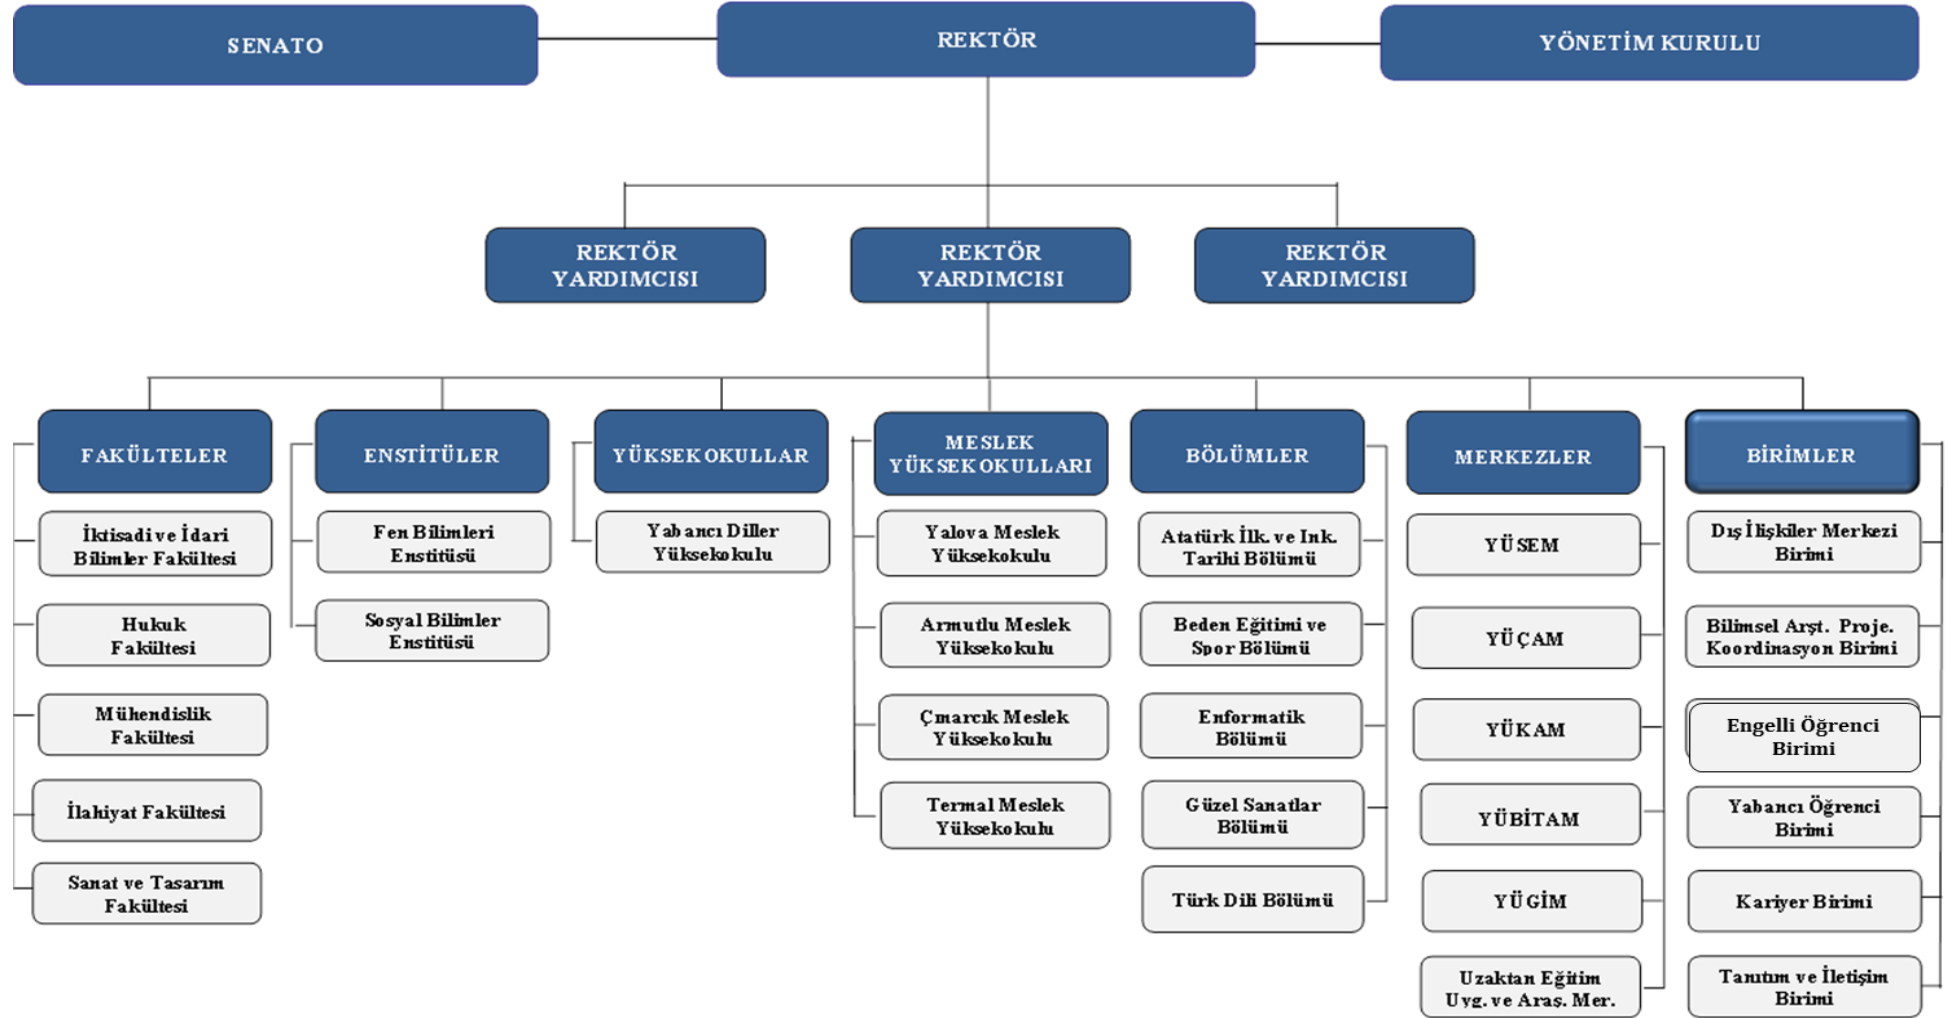 SENATO
REKTÖR
YÖNETİM KURULU
REKTÖR
YARDIMCISI
REKTÖR
YARDIMCISI
REKTÖR
YARDIMCISI
FAKÜLTELER
İktisadi ve İdari
Bilimler Fakültesi
Hukuk
Fakültesi
Mühendislik
Fakültesi
İlahiyat Fakültesi
Sanat ve Tasarım
Fakültesi
ENSTİTÜLER
Fen Bilimleri
Enstitüsü
Sosyal Bilimler
Enstitüsü
YÜKSEKOKULLAR
Yabancı Diller
Yüksekokulu
MESLEK
YÜKSEKOKULLARI
Yalova Meslek
Yüksekokulu
Armutlu Meslek
Yüksekokulu
Çınarcık Meslek
Yüksekokulu
Termal Meslek
Yüksekokulu
BÖLÜMLER
Atatürk İlk. ve Ink.
Tarihi Bölümü
Beden Eğitimi ve
Spor Bölümü
Enformatik
Bölümü
Güzel Sanatlar
Bölümü
Türk Dili Bölümü
MERKEZLER
YÜSEM
YÜÇAM
YÜKAM
YÜBİTAM
YÜGİM
Uzaktan Eğitim
Uyg. ve Araş. Mer.
BİRİMLER
Dış İlişkiler Merkezi
Birimi
Bilimsel Arşt. Proje.
Koordinasyon Birimi
Engelli Öğrenci
Birimi
Yabancı Öğrenci
Birimi
Kariyer Birimi
Tanıtım ve İletişim
Birimi